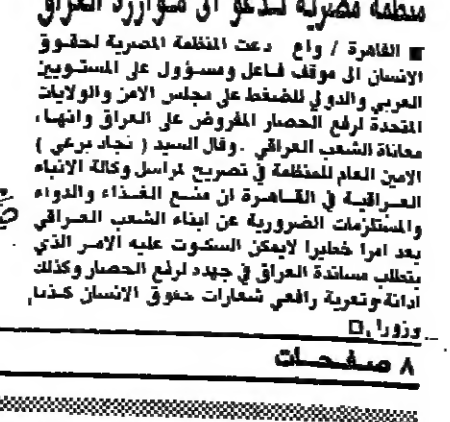 منظمة مصرية تدعو الى مؤازرة العراق
■ القاهرة / واع دعت المنظمة المصرية لحقوق
الانسان الى موقف فاعل ومسؤول على المستويين
العربي والدولي للضغط على مجلس الامن والولايات
المتحدة لرفع الحصار المفروض على العراق وانهاء
معاناة الشعب العراقي . وقال السيد ( نجاد برعي )
الامين العام للمنظمة في تصريح لمراسل وكالة الانباء
العراقية في القاهرة ان منع الغذاء والدواء
والمستلزمات الضرورية عن ابناء الشعب العراقي
يعد امرا خطيرا لايمكن السكوت عليه الامر الذي
يتطلب مساندة العراق في جهده لرفع الحصار وكذلك
ادانة وتعرية رافعي شعارات حقوق الانسان كذبا
وزورا .□
٨ صفحات